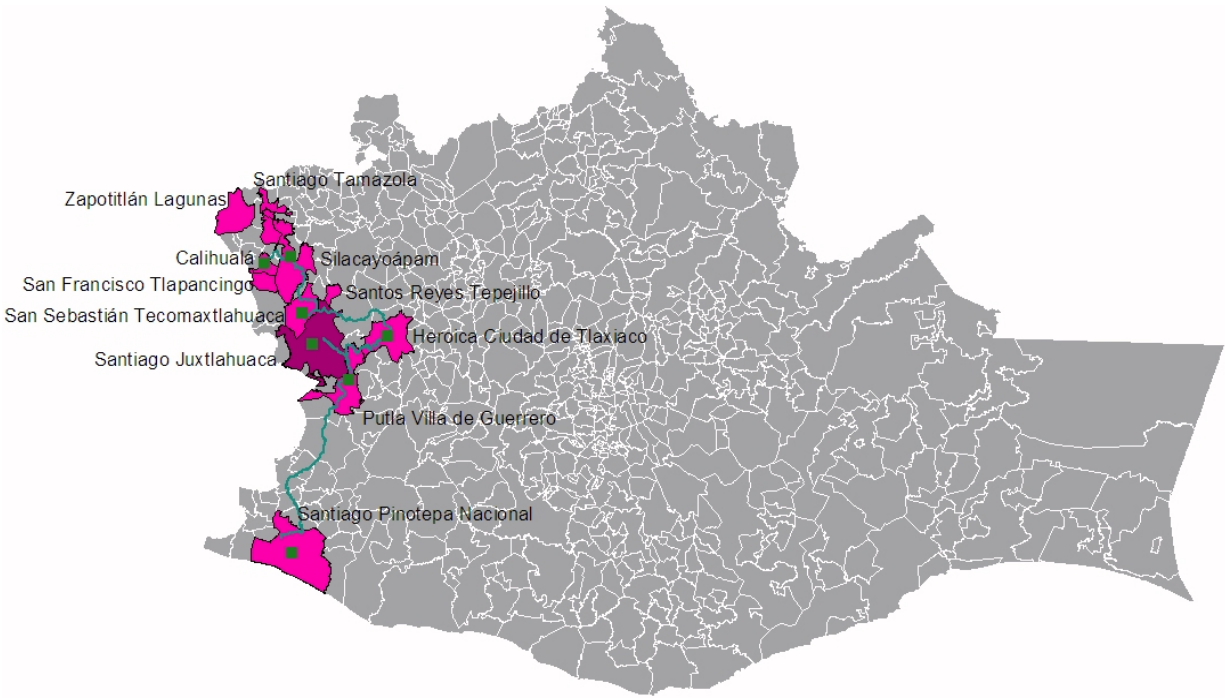 Santiago Tamazola
Zapotitlán Lagunas
Calihualá
Silacayoápam
San Francisco Tlapancingo
Santos Reyes Tepejillo
San Sebastián Tecomaxtlahuaca
Heroica Ciudad de Tlaxiaco
Santiago Juxtlahuaca
Putla Villa de Guerrero
Santiago Pinotepa Nacional